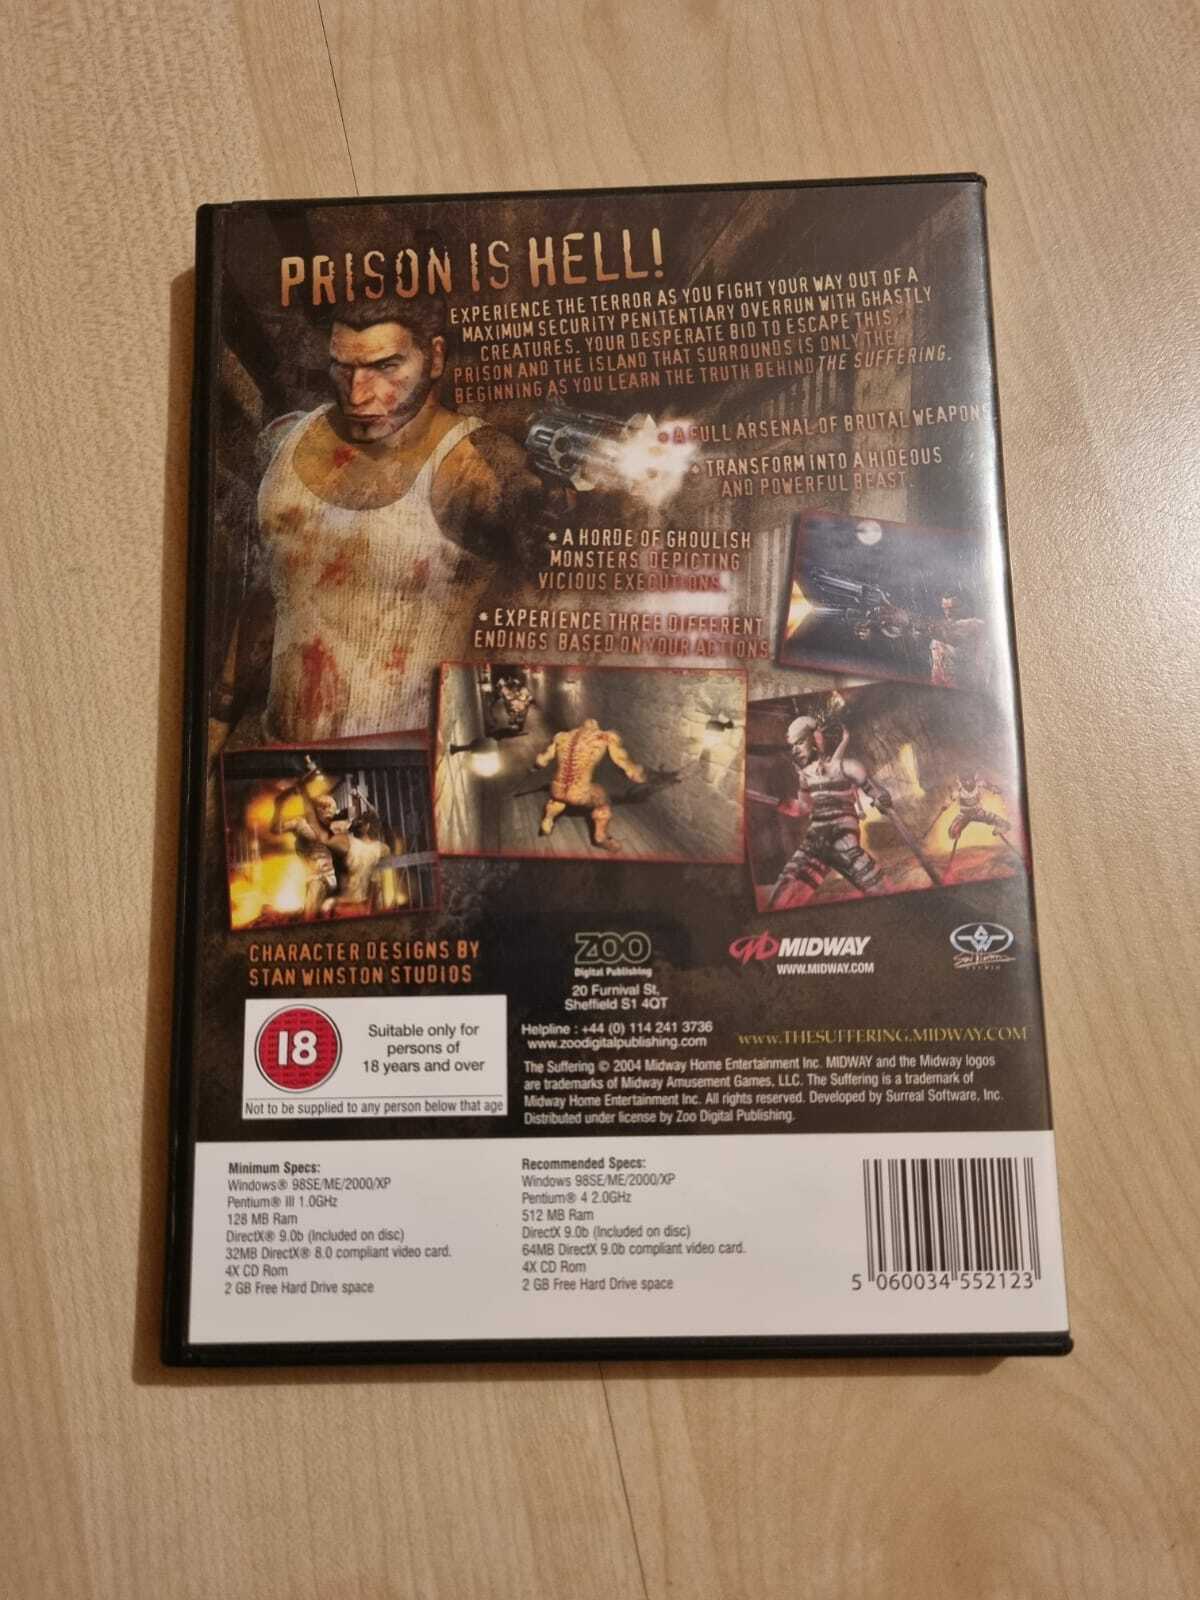 PRISON IS HELL!
EXPERIENCE THE TERROR AS YOU FIGHT YOUR WAY OUT OF A
MAXIMUM SECURITY PENITENTIARY OVERRUN WITH GHASTLY
CREATURES. YOUR DESPERATE BID TO ESCAPE THIS
PRISON AND THE ISLAND THAT SURROUNDS IS ONLY THE
BEGINNING AS YOU LEARN THE TRUTH BEHIND THE SUFFERING.
• A FULL ARSENAL OF BRUTAL WEAPONS
• TRANSFORM INTO A HIDEOUS
AND POWERFUL BEAST.
• A HORDE OF GHOULISH
MONSTERS DEPICTING
VICIOUS EXECUTIONS.
• EXPERIENCE THREE DIFFERENT
ENDINGS BASED ON YOUR ACTIONS.
CHARACTER DESIGNS BY
STAN WINSTON STUDIOS
ZOO
Digital Publishing
20 Furnival St,
Sheffield S1 4QT
Helpline : +44 (0) 114 241 3736
www.zoodigitalpublishing.com
MIDWAY
WWW.MIDWAY.COM
SW
Stan Winston
STUDIO
WWW.THESUFFERING.MIDWAY.COM
18
Suitable only for
persons of
18 years and over
Not to be supplied to any person below that age
The Suffering © 2004 Midway Home Entertainment Inc. MIDWAY and the Midway logos
are trademarks of Midway Amusement Games, LLC. The Suffering is a trademark of
Midway Home Entertainment Inc. All rights reserved. Developed by Surreal Software, Inc.
Distributed under license by Zoo Digital Publishing.
Minimum Specs:
Windows® 98SE/ME/2000/XP
Pentium® III 1.0GHz
128 MB Ram
DirectX® 9.0b (Included on disc)
32MB DirectX® 8.0 compliant video card.
4X CD Rom
2 GB Free Hard Drive space
Recommended Specs:
Windows 98SE/ME/2000/XP
Pentium® 4 2.0GHz
512 MB Ram
DirectX 9.0b (Included on disc)
64MB DirectX 9.0b compliant video card.
4X CD Rom
2 GB Free Hard Drive space
5 060034 552123